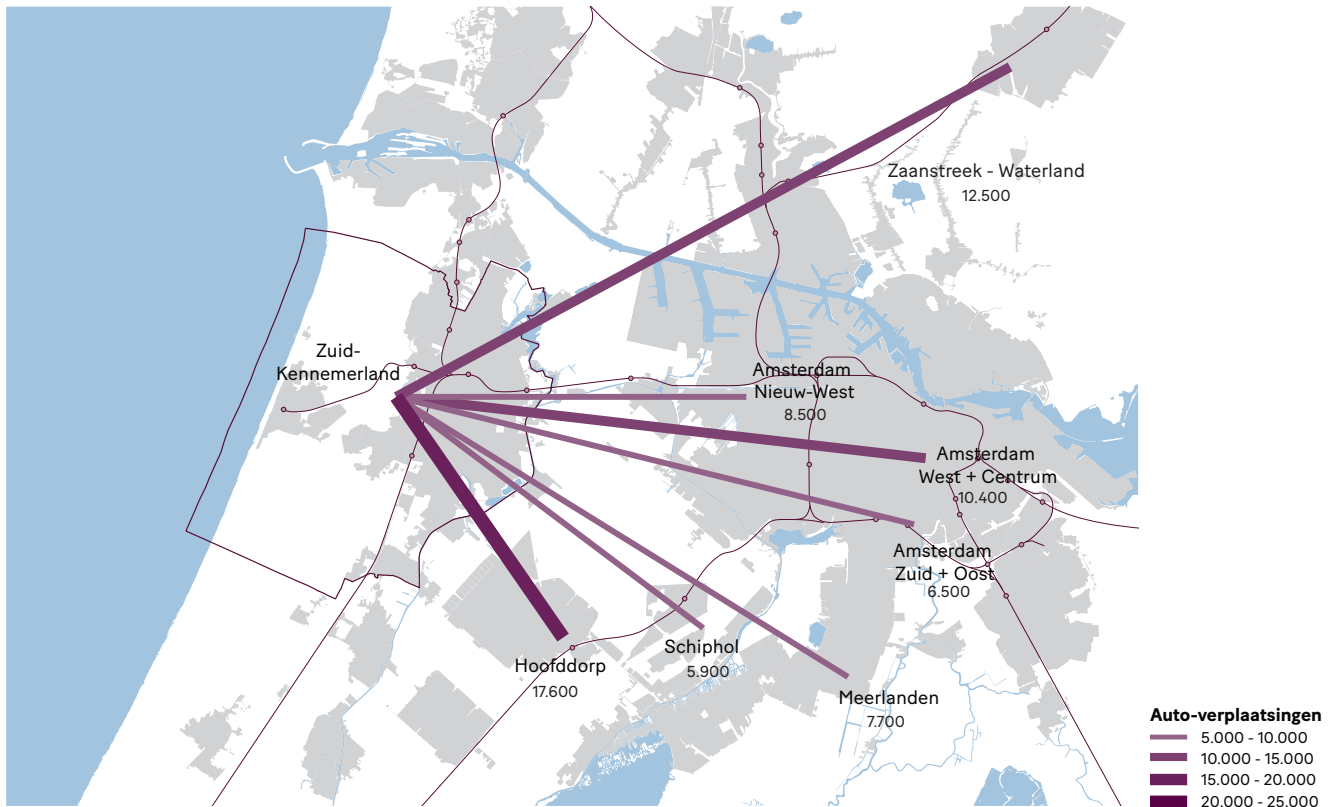 Zaanstreek - Waterland
12.500
Zuid-
Kennemerland
Amsterdam
Nieuw-West
8.500
Amsterdam
West + Centrum
10.400
Amsterdam
Zuid + Oost
6.500
Schiphol
5.900
Hoofddorp
17.600
Meerlanden
7.700
Auto-verplaatsingen
5.000 - 10.000
10.000 - 15.000
15.000 - 20.000
20.000 - 25.000